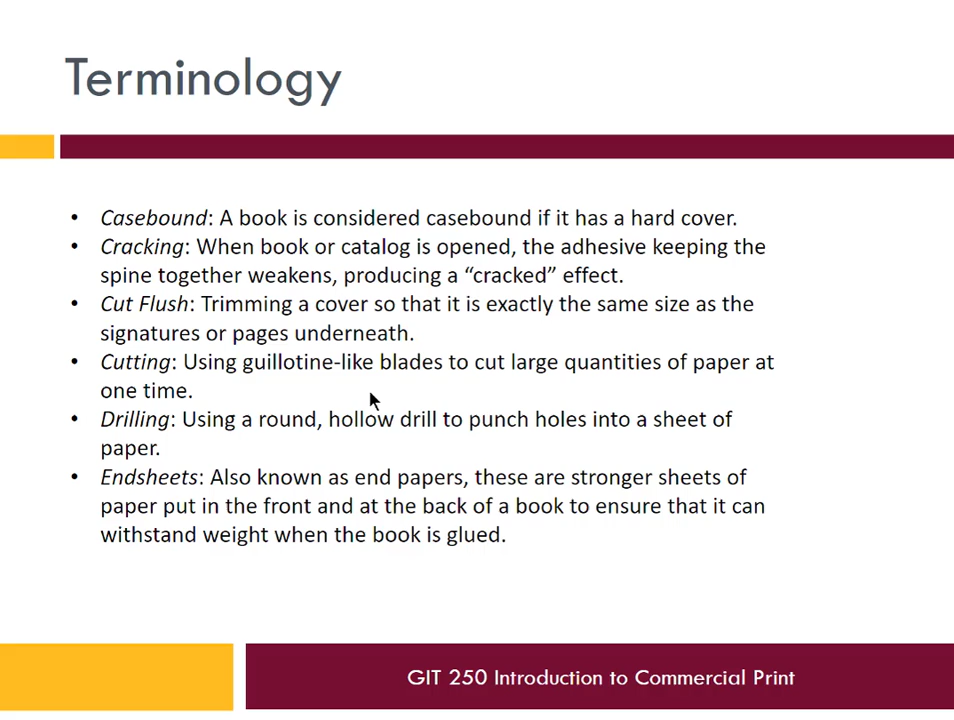 Terminology
• Casebound: A book is considered casebound if it has a hard cover.
• Cracking: When book or catalog is opened, the adhesive keeping the
spine together weakens, producing a “cracked” effect.
• Cut Flush: Trimming a cover so that it is exactly the same size as the
signatures or pages underneath.
• Cutting: Using guillotine-like blades to cut large quantities of paper at
one time.
• Drilling: Using a round, hollow drill to punch holes into a sheet of
paper.
• Endsheets: Also known as end papers, these are stronger sheets of
paper put in the front and at the back of a book to ensure that it can
withstand weight when the book is glued.
GIT 250 Introduction to Commercial Print